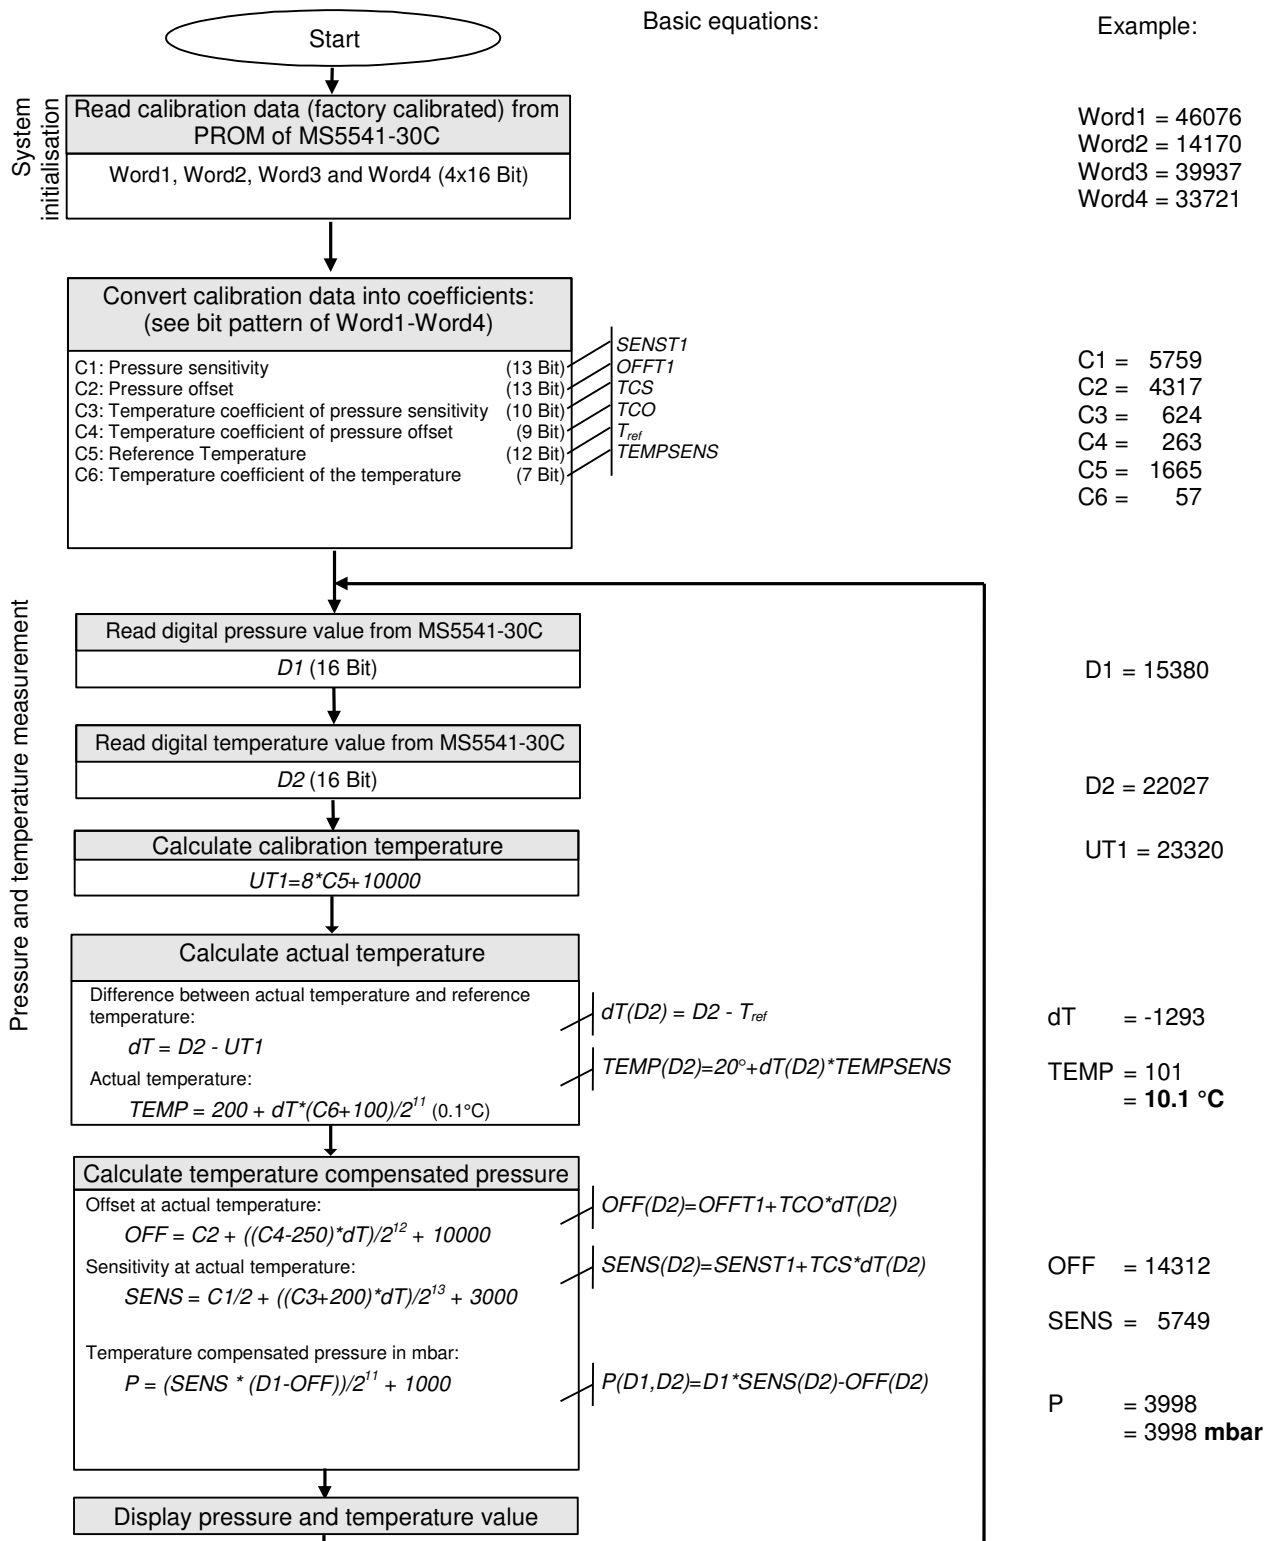 Start
Basic equations:
Example:
System
initialisation
Read calibration data (factory calibrated) from
PROM of MS5541-30C
Word1, Word2, Word3 and Word4 (4x16 Bit)
Word1 = 46076
Word2 = 14170
Word3 = 39937
Word4 = 33721
Convert calibration data into coefficients:
(see bit pattern of Word1-Word4)
C1: Pressure sensitivity (13 Bit)
C2: Pressure offset (13 Bit)
C3: Temperature coefficient of pressure sensitivity (10 Bit)
C4: Temperature coefficient of pressure offset (9 Bit)
C5: Reference Temperature (12 Bit)
C6: Temperature coefficient of the temperature (7 Bit)
SENST1
OFFT1
TCS
TCO
Tref
TEMPSENS
C1 = 5759
C2 = 4317
C3 = 624
C4 = 263
C5 = 1665
C6 = 57
Pressure and temperature measurement
Read digital pressure value from MS5541-30C
D1 (16 Bit)
D1 = 15380
Read digital temperature value from MS5541-30C
D2 (16 Bit)
D2 = 22027
Calculate calibration temperature
UT1=8*C5+10000
UT1 = 23320
Calculate actual temperature
Difference between actual temperature and reference
temperature:
dT = D2 - UT1
Actual temperature:
TEMP = 200 + dT*(C6+100)/2^11 (0.1°C)
dT(D2) = D2 - Tref
TEMP(D2)=20°+dT(D2)*TEMPSENS
dT = -1293
TEMP = 101
= 10.1 °C
Calculate temperature compensated pressure
Offset at actual temperature:
OFF = C2 + ((C4-250)*dT)/2^12 + 10000
Sensitivity at actual temperature:
SENS = C1/2 + ((C3+200)*dT)/2^13 + 3000
Temperature compensated pressure in mbar:
P = (SENS * (D1-OFF))/2^11 + 1000
OFF(D2)=OFFT1+TCO*dT(D2)
SENS(D2)=SENST1+TCS*dT(D2)
P(D1,D2)=D1*SENS(D2)-OFF(D2)
OFF = 14312
SENS = 5749
P = 3998
= 3998 mbar
Display pressure and temperature value